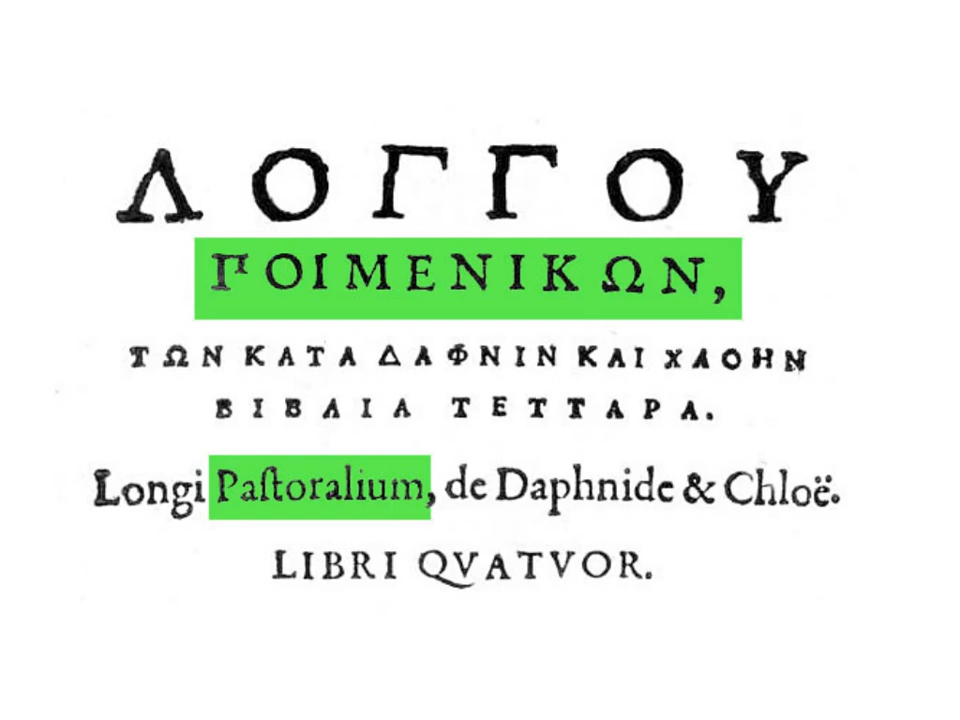 ΛΟΓΓΟΥ
ΠΟΙΜΕΝΙΚΩΝ,
ΤΩΝ ΚΑΤΑ ΔΑΦΝΙΝ ΚΑΙ ΧΛΟΗΝ
ΒΙΒΛΙΑ ΤΕΤΤΑΡΑ.
Longi Paſtoralium, de Daphnide & Chloë.
LIBRI QVATVOR.